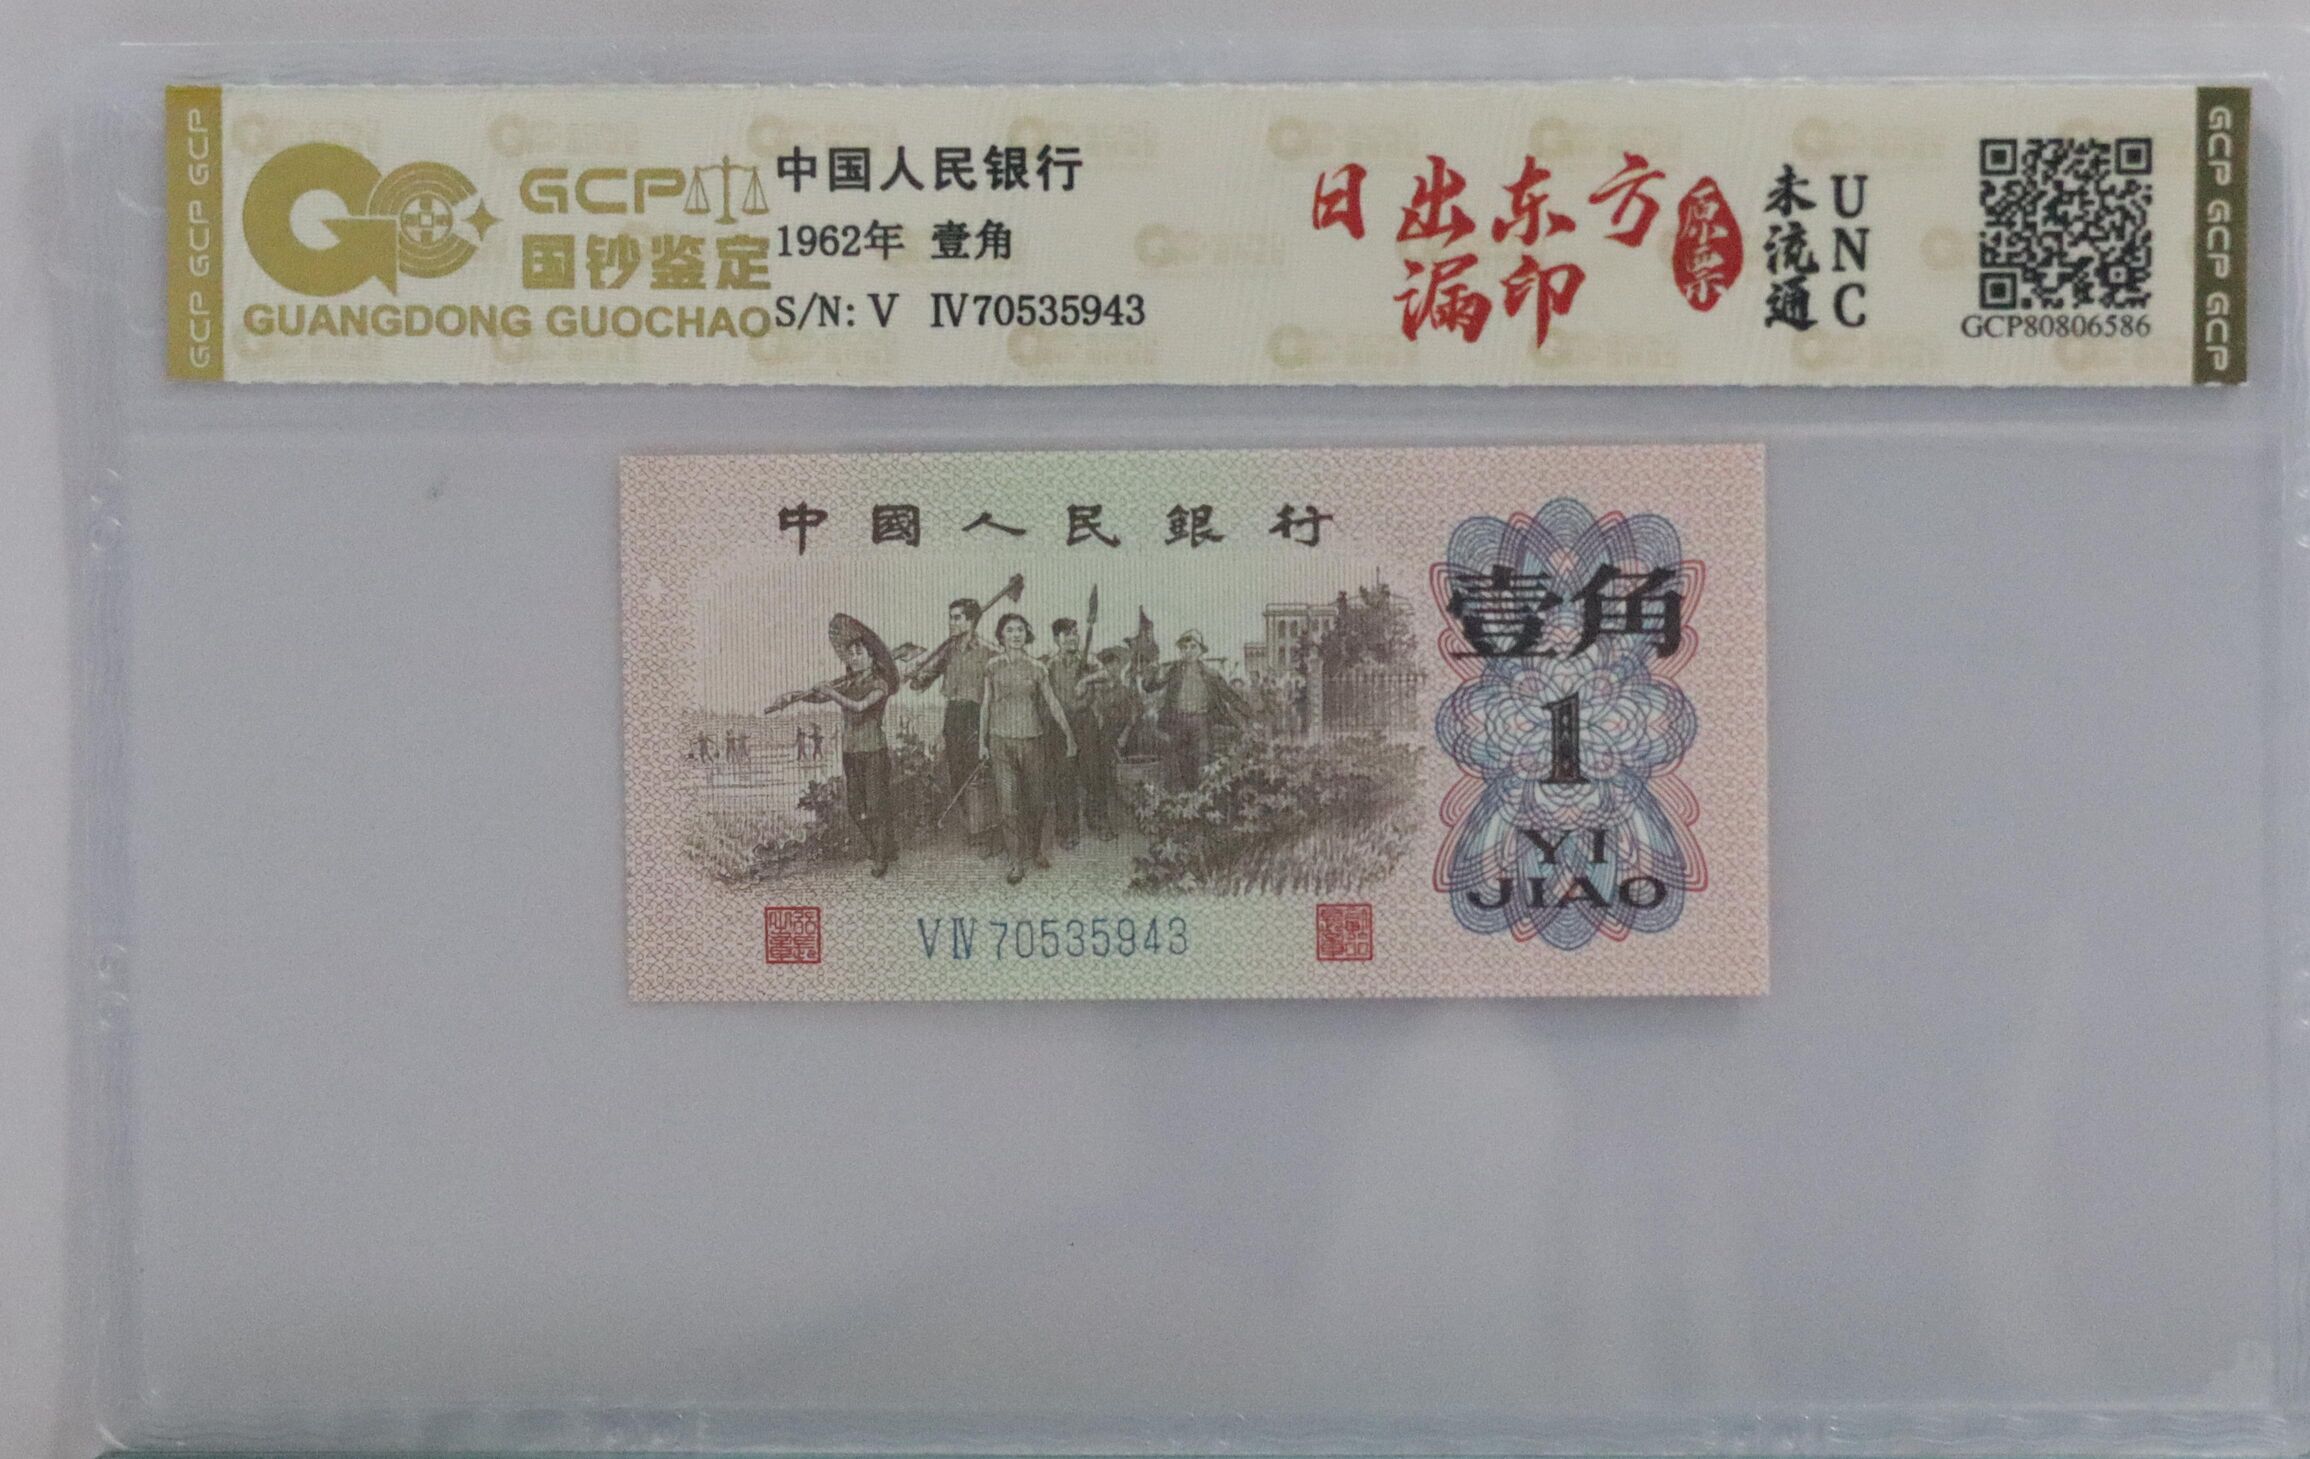 GCP GCP GCP
GCP
国钞鉴定
GUANGDONG GUOCHAO
中国人民银行
1962年 壹角
S/N: V Ⅳ70535943
日出东方
漏印
原票
未流通
UNC
GCP80806586
GCP GCP GCP
中國人民銀行
壹角
1
YI
JIAO
V Ⅳ 70535943